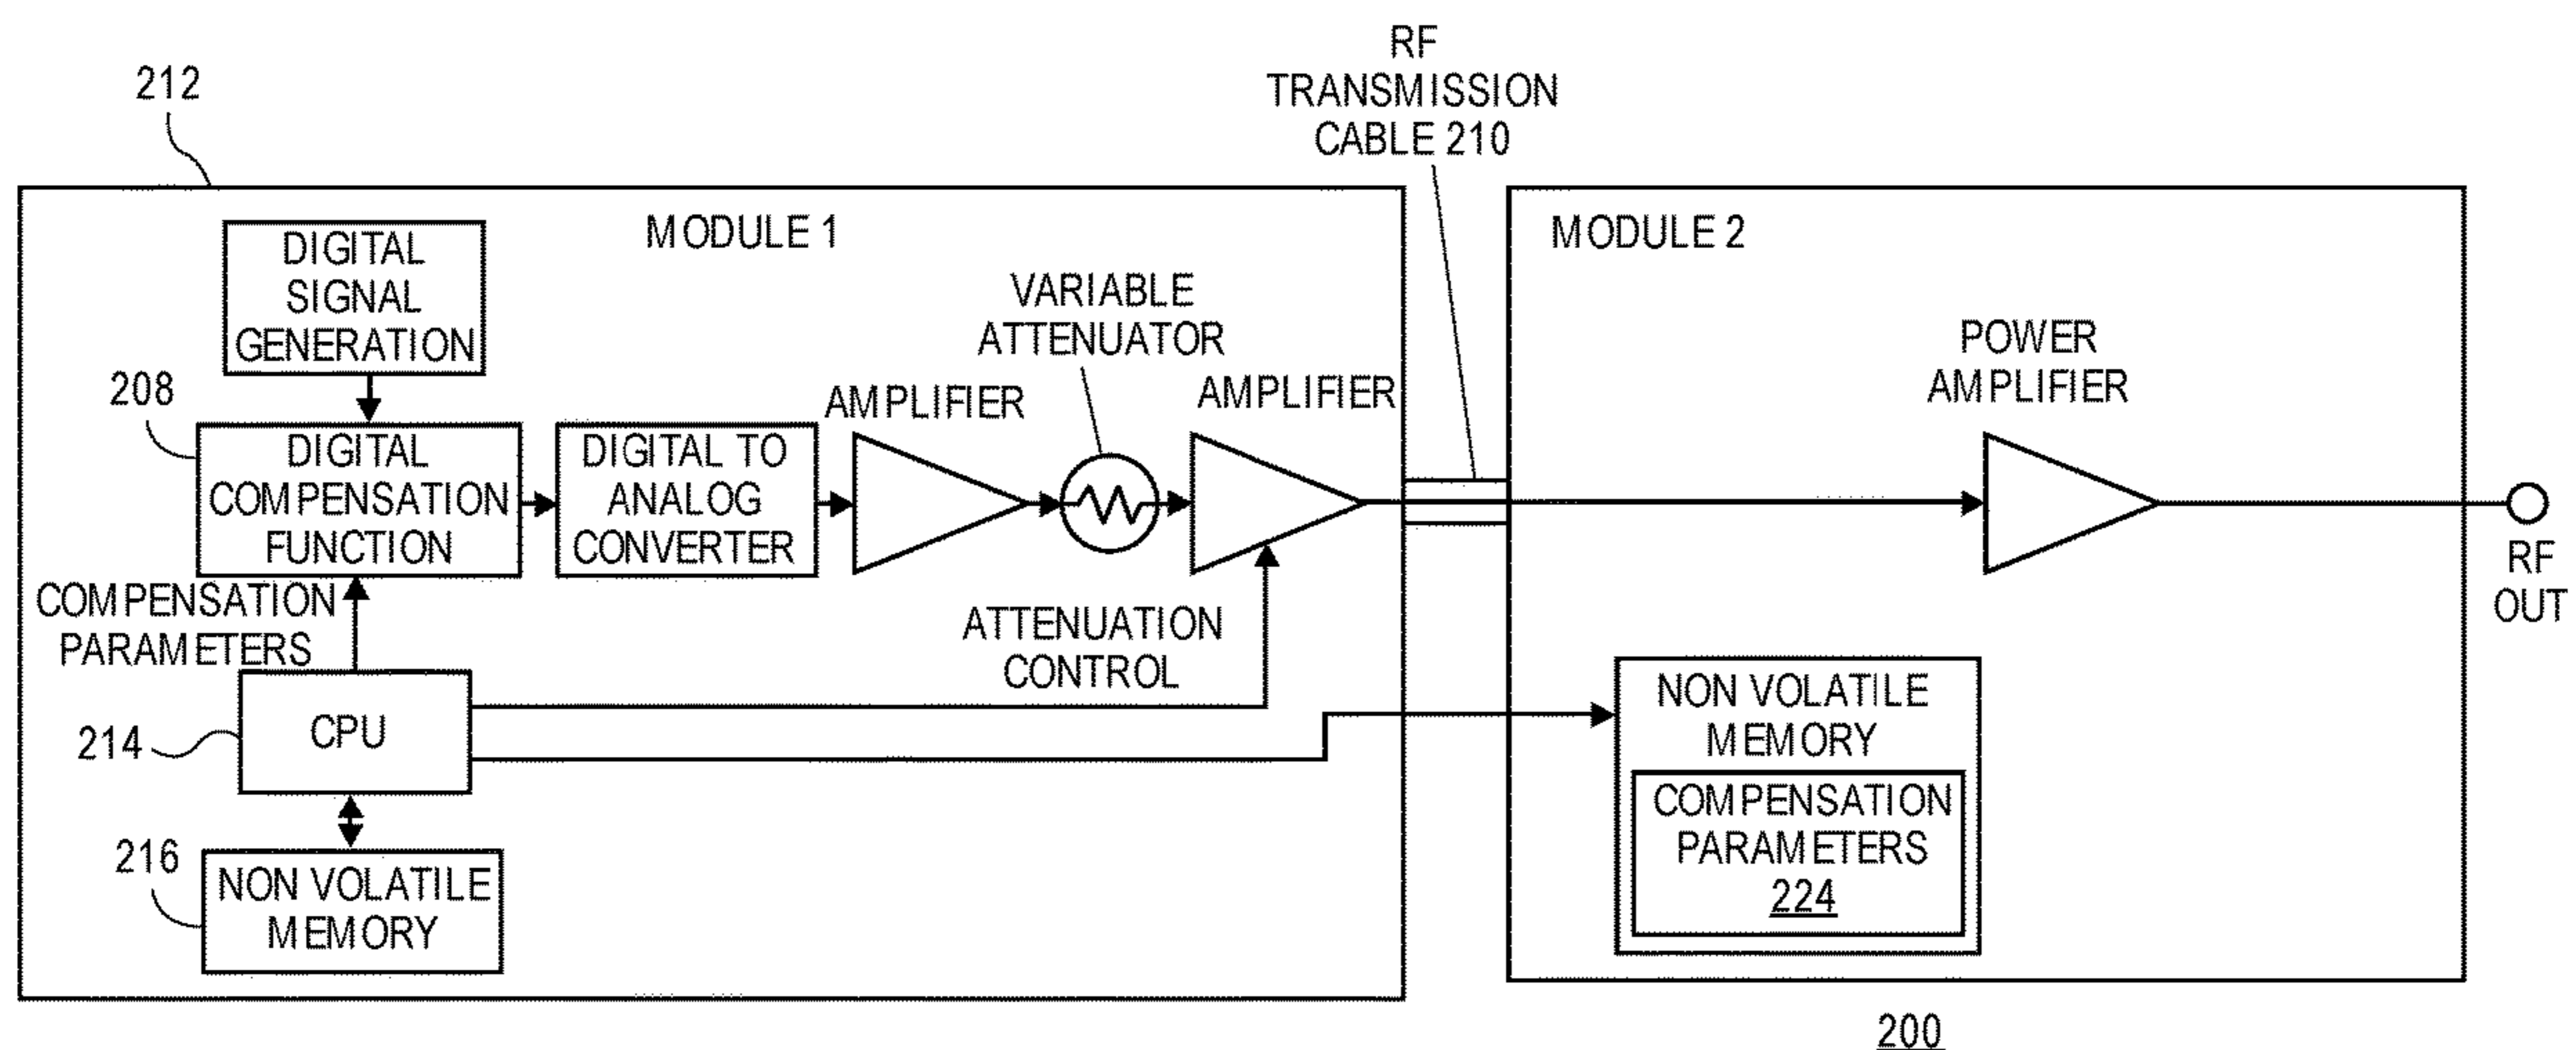 RF
TRANSMISSION
CABLE 210
212
MODULE 1
MODULE 2
DIGITAL
SIGNAL
GENERATION
VARIABLE
ATTENUATOR
POWER
AMPLIFIER
208
AMPLIFIER
AMPLIFIER
DIGITAL
COMPENSATION
FUNCTION
DIGITAL TO
ANALOG
CONVERTER
RF
OUT
COMPENSATION
PARAMETERS
ATTENUATION
CONTROL
214
CPU
NON VOLATILE
MEMORY
COMPENSATION
PARAMETERS
224
216
NON VOLATILE
MEMORY
200